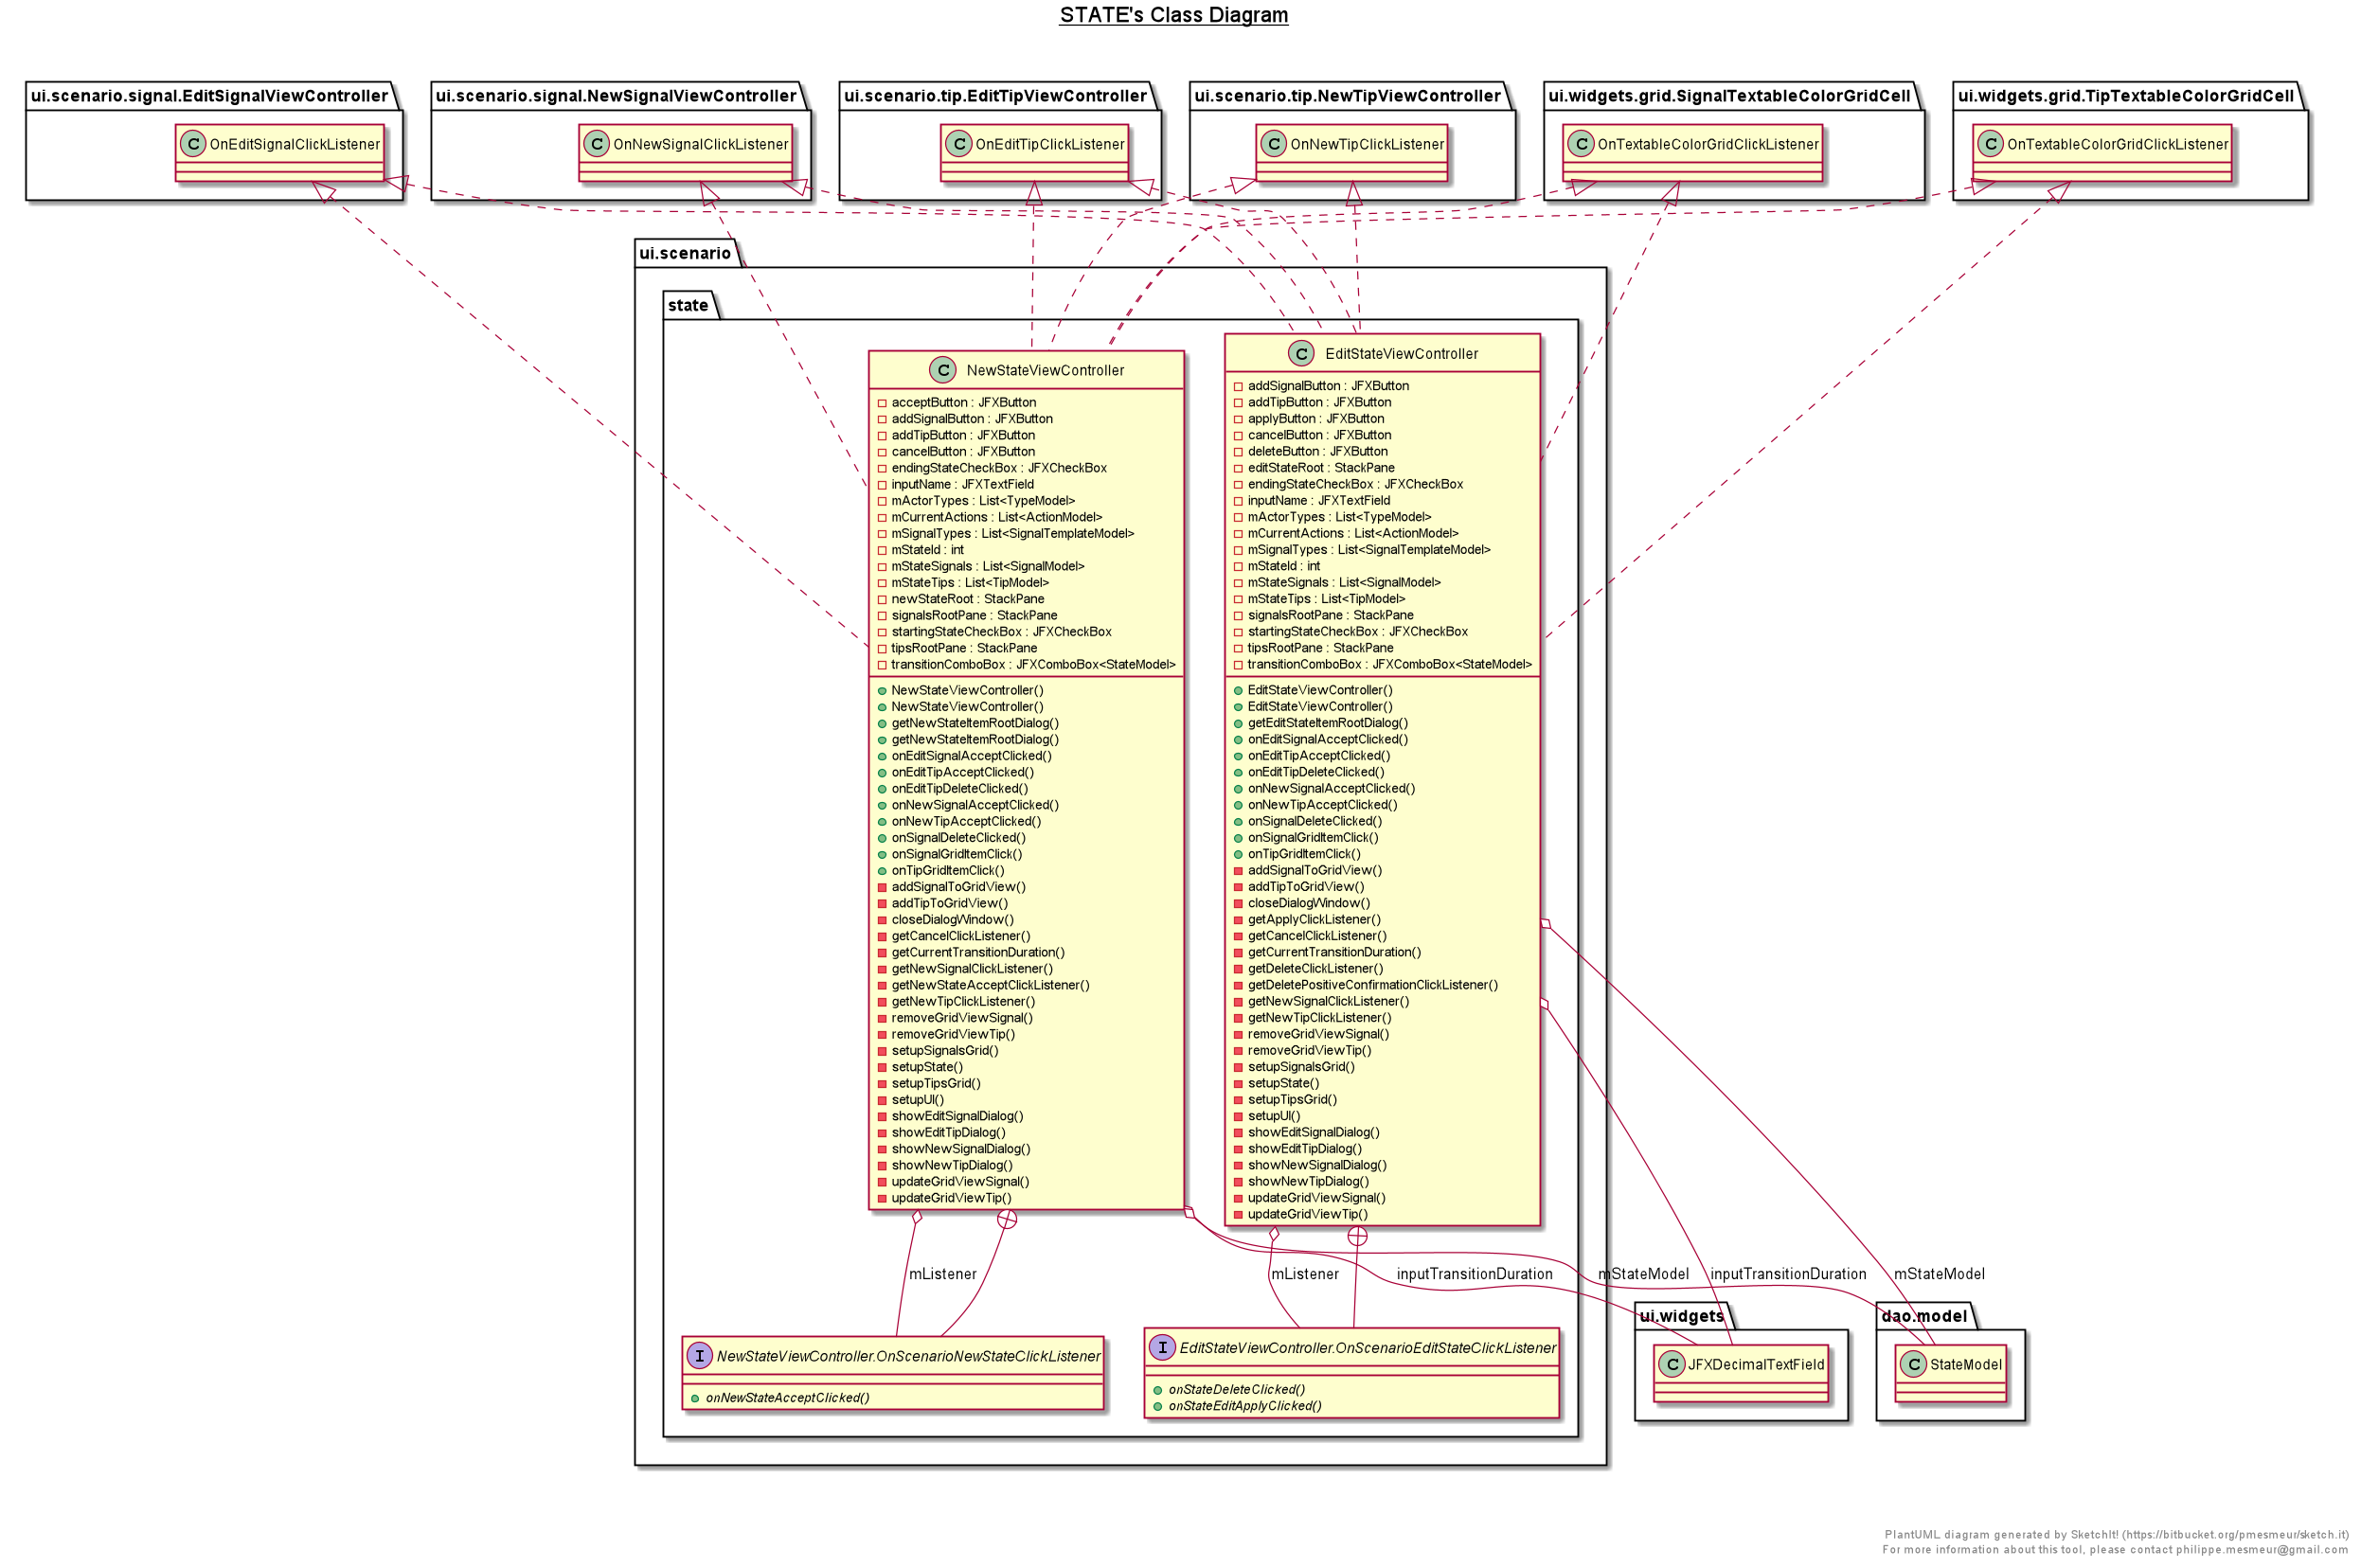 STATE's Class Diagram
ui.scenario.signal.EditSignalViewController
C OnEditSignalClickListener
ui.scenario.signal.NewSignalViewController
C OnNewSignalClickListener
ui.scenario.tip.EditTipViewController
C OnEditTipClickListener
ui.scenario.tip.NewTipViewController
C OnNewTipClickListener
ui.widgets.grid.SignalTextableColorGridCell
C OnTextableColorGridClickListener
ui.widgets.grid.TipTextableColorGridCell
C OnTextableColorGridClickListener
ui.scenario
state
C NewStateViewController
acceptButton : JFXButton
addSignalButton : JFXButton
addTipButton : JFXButton
cancelButton : JFXButton
endingStateCheckBox : JFXCheckBox
inputName : JFXTextField
mActorTypes : List<TypeModel>
mCurrentActions : List<ActionModel>
mSignalTypes : List<SignalTemplateModel>
mStateId : int
mStateSignals : List<SignalModel>
mStateTips : List<TipModel>
newStateRoot : StackPane
signalsRootPane : StackPane
startingStateCheckBox : JFXCheckBox
tipsRootPane : StackPane
transitionComboBox : JFXComboBox<StateModel>
NewStateViewController()
NewStateViewController()
getNewStateItemRootDialog()
getNewStateItemRootDialog()
onEditSignalAcceptClicked()
onEditTipAcceptClicked()
onEditTipDeleteClicked()
onNewSignalAcceptClicked()
onNewTipAcceptClicked()
onSignalDeleteClicked()
onSignalGridItemClick()
onTipGridItemClick()
addSignalToGridView()
addTipToGridView()
closeDialogWindow()
getCancelClickListener()
getCurrentTransitionDuration()
getNewSignalClickListener()
getNewStateAcceptClickListener()
getNewTipClickListener()
removeGridViewSignal()
removeGridViewTip()
setupSignalsGrid()
setupState()
setupTipsGrid()
setupUI()
showEditSignalDialog()
showEditTipDialog()
showNewSignalDialog()
showNewTipDialog()
updateGridViewSignal()
updateGridViewTip()
C EditStateViewController
addSignalButton : JFXButton
addTipButton : JFXButton
applyButton : JFXButton
cancelButton : JFXButton
deleteButton : JFXButton
editStateRoot : StackPane
endingStateCheckBox : JFXCheckBox
inputName : JFXTextField
mActorTypes : List<TypeModel>
mCurrentActions : List<ActionModel>
mSignalTypes : List<SignalTemplateModel>
mStateId : int
mStateSignals : List<SignalModel>
mStateTips : List<TipModel>
signalsRootPane : StackPane
startingStateCheckBox : JFXCheckBox
tipsRootPane : StackPane
transitionComboBox : JFXComboBox<StateModel>
EditStateViewController()
EditStateViewController()
getEditStateItemRootDialog()
onEditSignalAcceptClicked()
onEditTipAcceptClicked()
onEditTipDeleteClicked()
onNewSignalAcceptClicked()
onNewTipAcceptClicked()
onSignalDeleteClicked()
onSignalGridItemClick()
onTipGridItemClick()
addSignalToGridView()
addTipToGridView()
closeDialogWindow()
getApplyClickListener()
getCancelClickListener()
getCurrentTransitionDuration()
getDeleteClickListener()
getDeletePositiveConfirmationClickListener()
getNewSignalClickListener()
getNewTipClickListener()
removeGridViewSignal()
removeGridViewTip()
setupSignalsGrid()
setupState()
setupTipsGrid()
setupUI()
showEditSignalDialog()
showEditTipDialog()
showNewSignalDialog()
showNewTipDialog()
updateGridViewSignal()
updateGridViewTip()
mListener
mListener
inputTransitionDuration
mStateModel
inputTransitionDuration
mStateModel
I NewStateViewController.OnScenarioNewStateClickListener
onNewStateAcceptClicked()
I EditStateViewController.OnScenarioEditStateClickListener
onStateDeleteClicked()
onStateEditApplyClicked()
ui.widgets
C JFXDecimalTextField
dao.model
C StateModel
PlantUML diagram generated by SketchIt! (https://bitbucket.org/pmesmeur/sketch.it)
For more information about this tool, please contact philippe.mesmeur@gmail.com